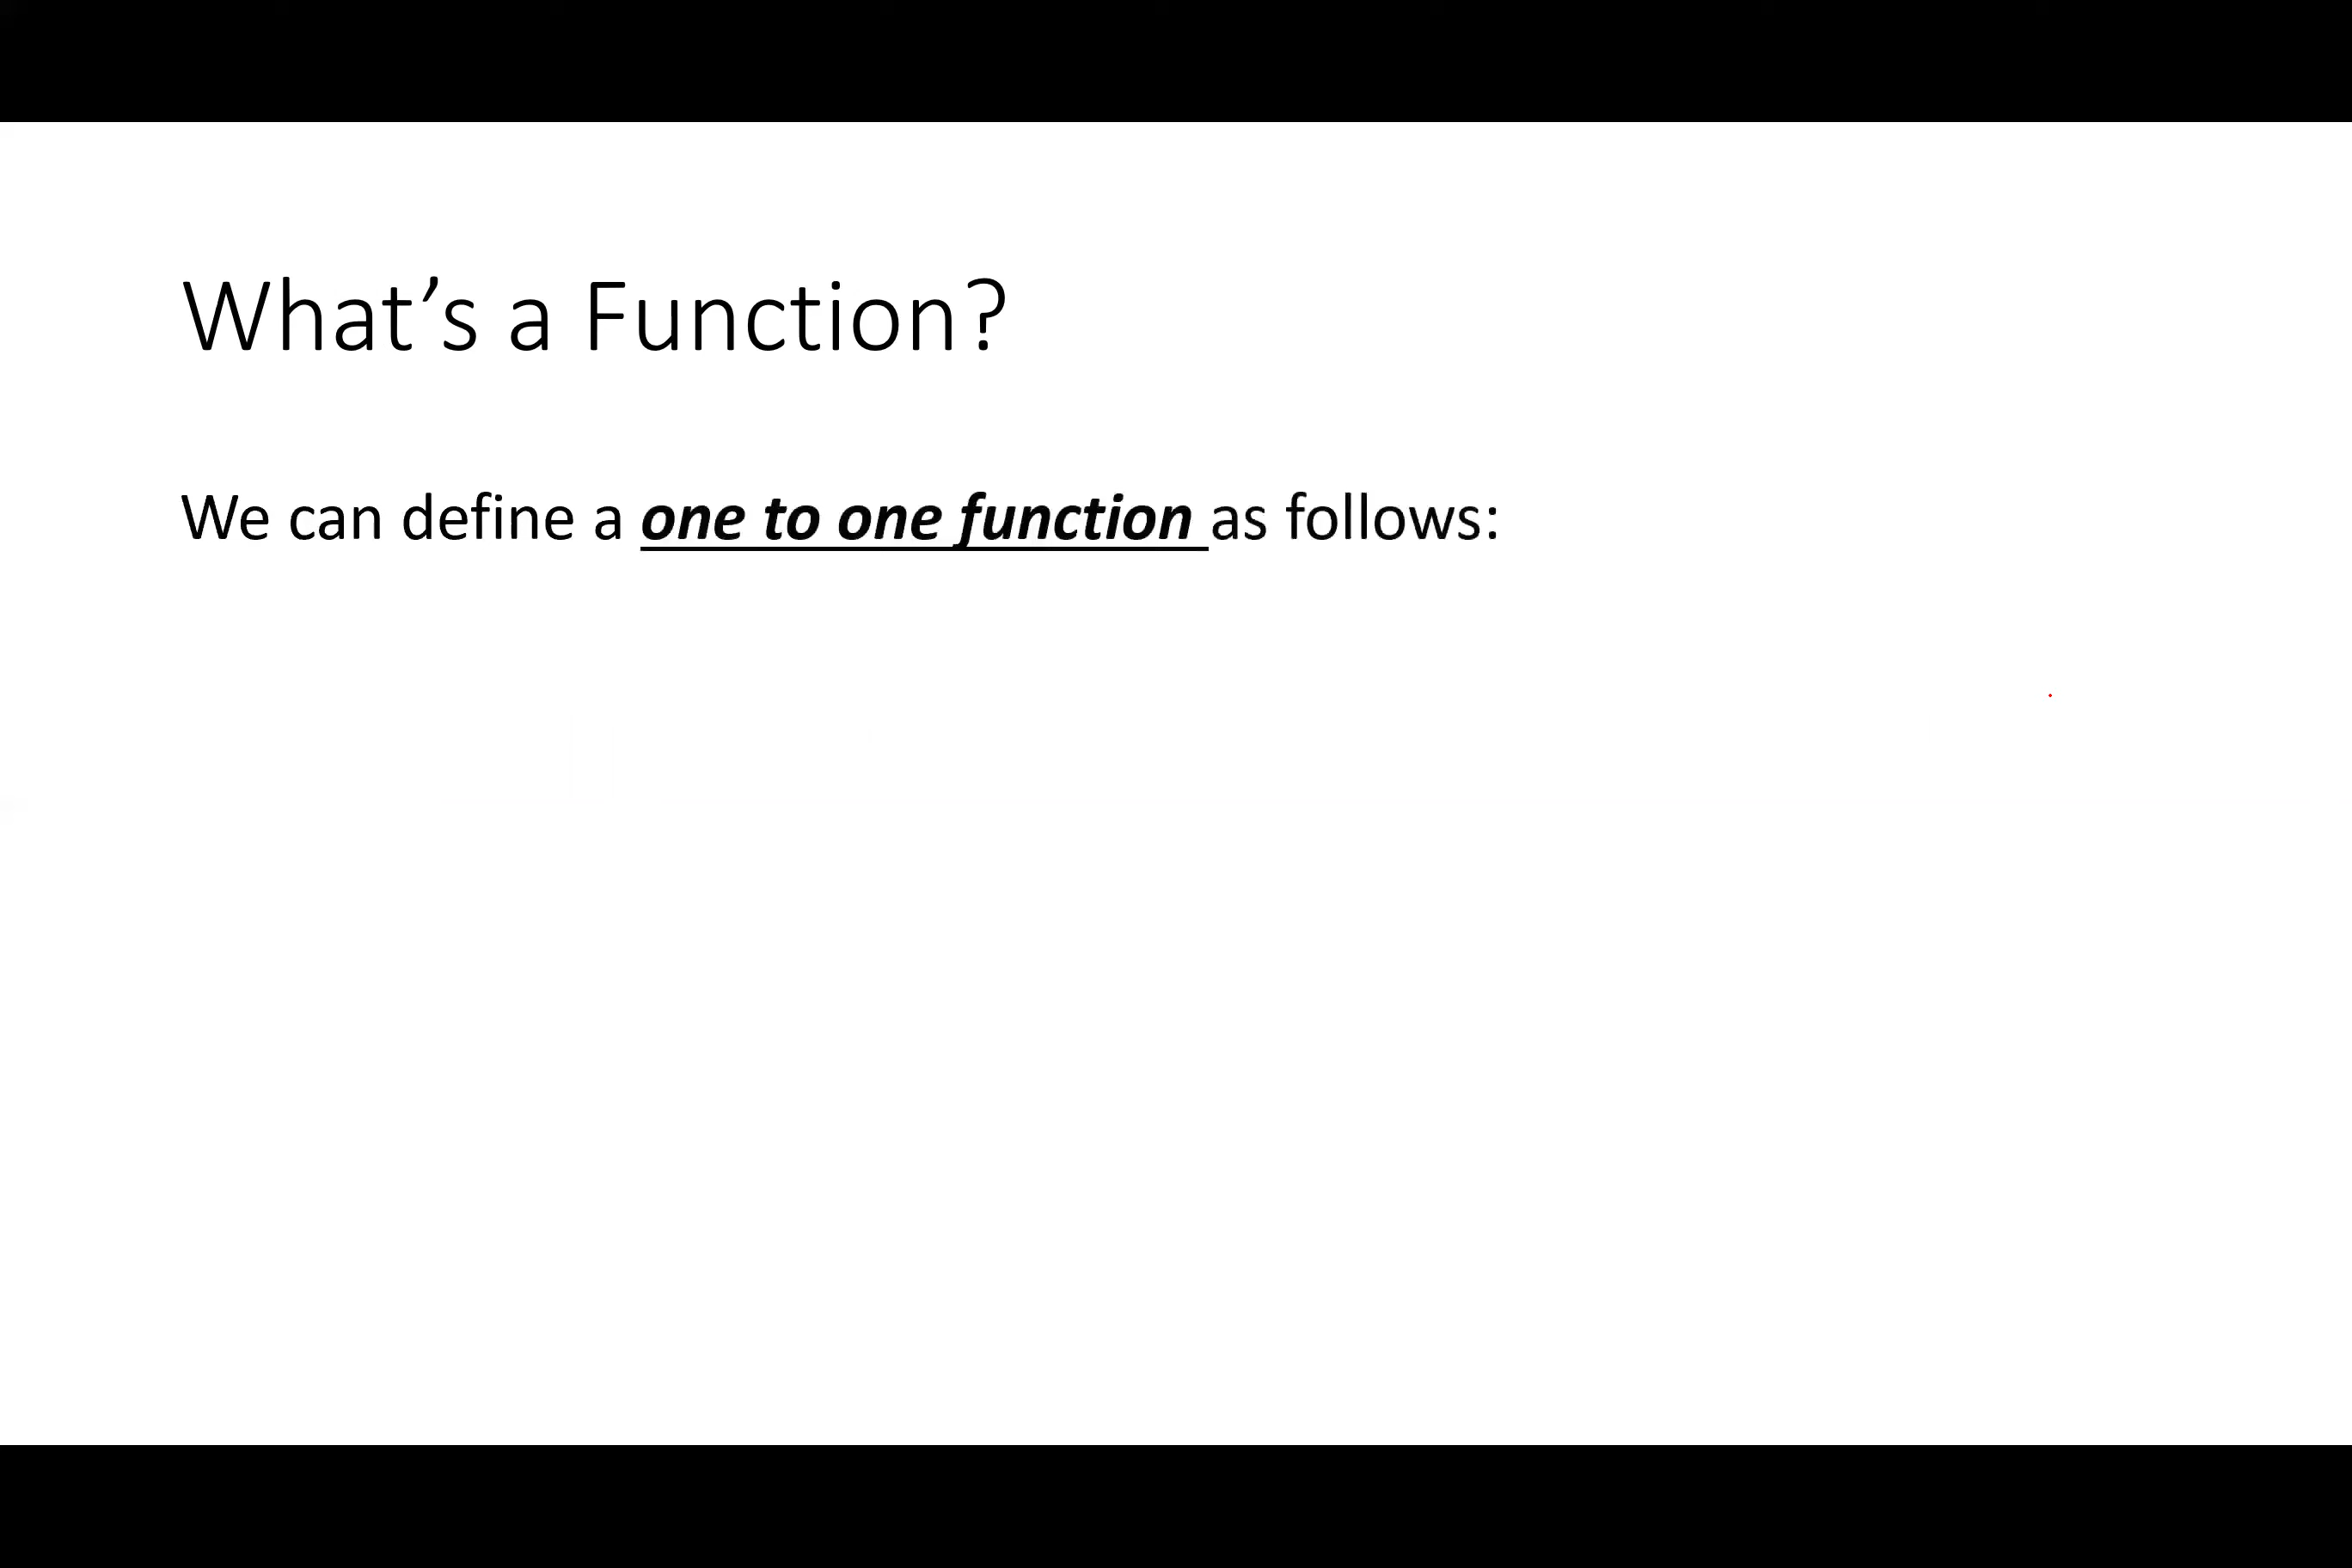 What’s a Function?
We can define a one to one function as follows: